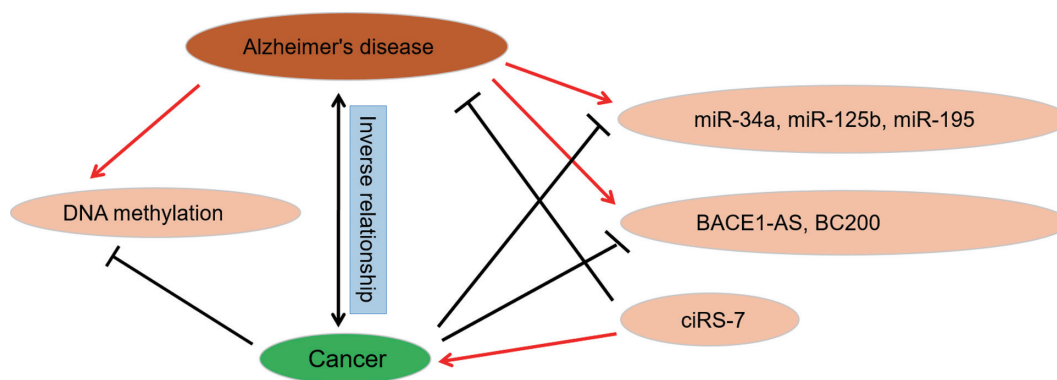 Alzheimer's disease
miR-34a, miR-125b, miR-195
Inverse relationship
DNA methylation
BACE1-AS, BC200
ciRS-7
Cancer